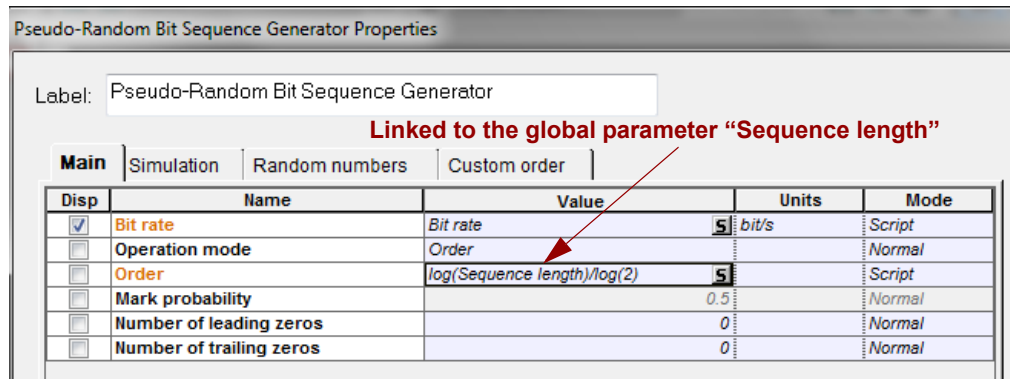 Pseudo-Random Bit Sequence Generator Properties
Label: Pseudo-Random Bit Sequence Generator
Linked to the global parameter “Sequence length”
Main Simulation Random numbers Custom order
Disp Name Value Units Mode
Bit rate Bit rate S bit/s Script
Operation mode Order Normal
Order log(Sequence length)/log(2) S Script
Mark probability 0.5 Normal
Number of leading zeros 0 Normal
Number of trailing zeros 0 Normal